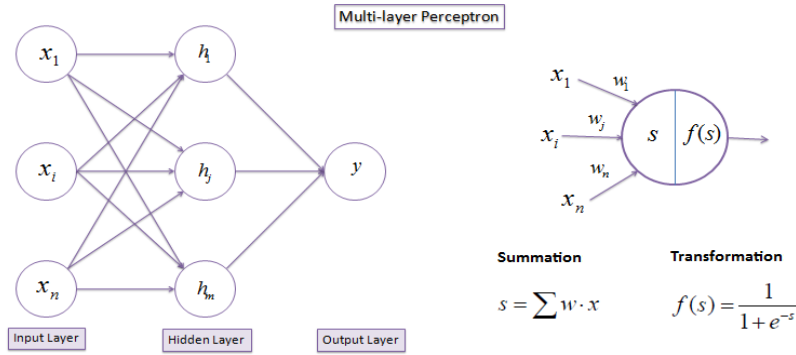 Multi-layer Perceptron
x₁
h₁
xᵢ
hⱼ
y
xₙ
hₘ
Input Layer
Hidden Layer
Output Layer
x₁
w₁
xᵢ
wⱼ
xₙ
wₙ
s
f(s)
Summation
s = ∑ w · x
Transformation
f(s) = 1 / (1 + e⁻ˢ)